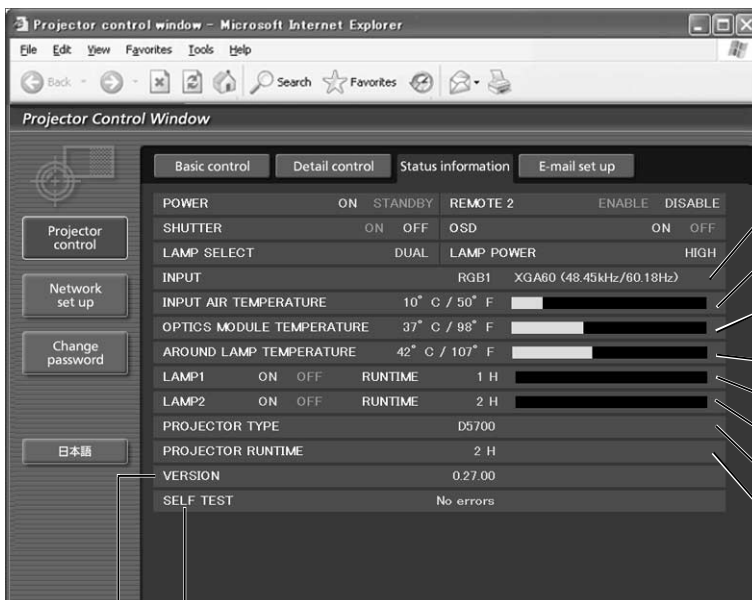 Projector control window - Microsoft Internet Explorer
File Edit View Favorites Tools Help
Back Search Favorites
Projector Control Window
Basic control Detail control Status information E-mail set up
POWER ON STANDBY REMOTE 2 ENABLE DISABLE
Projector control
SHUTTER ON OFF OSD ON OFF
LAMP SELECT DUAL LAMP POWER HIGH
INPUT RGB1 XGA60 (48.45kHz/60.18Hz)
Network set up
INPUT AIR TEMPERATURE 10° C / 50° F
OPTICS MODULE TEMPERATURE 37° C / 98° F
Change password
AROUND LAMP TEMPERATURE 42° C / 107° F
LAMP1 ON OFF RUNTIME 1 H
LAMP2 ON OFF RUNTIME 2 H
PROJECTOR TYPE D5700
日本語
PROJECTOR RUNTIME 2 H
VERSION 0.27.00
SELF TEST No errors